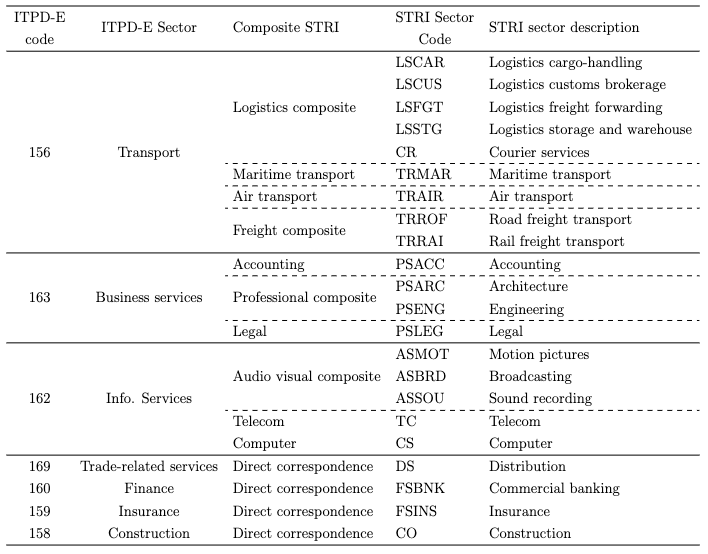 ITPD-E code ITPD-E Sector Composite STRI STRI Sector Code STRI sector description
LSCAR Logistics cargo-handling
LSCUS Logistics customs brokerage
Logistics composite LSFGT Logistics freight forwarding
LSSTG Logistics storage and warehouse
156 Transport CR Courier services
Maritime transport TRMAR Maritime transport
Air transport TRAIR Air transport
Freight composite TRROF Road freight transport
TRRAI Rail freight transport
Accounting PSACC Accounting
163 Business services Professional composite PSARC Architecture
PSENG Engineering
Legal PSLEG Legal
ASMOT Motion pictures
Audio visual composite ASBRD Broadcasting
162 Info. Services ASSOU Sound recording
Telecom TC Telecom
Computer CS Computer
169 Trade-related services Direct correspondence DS Distribution
160 Finance Direct correspondence FSBNK Commercial banking
159 Insurance Direct correspondence FSINS Insurance
158 Construction Direct correspondence CO Construction